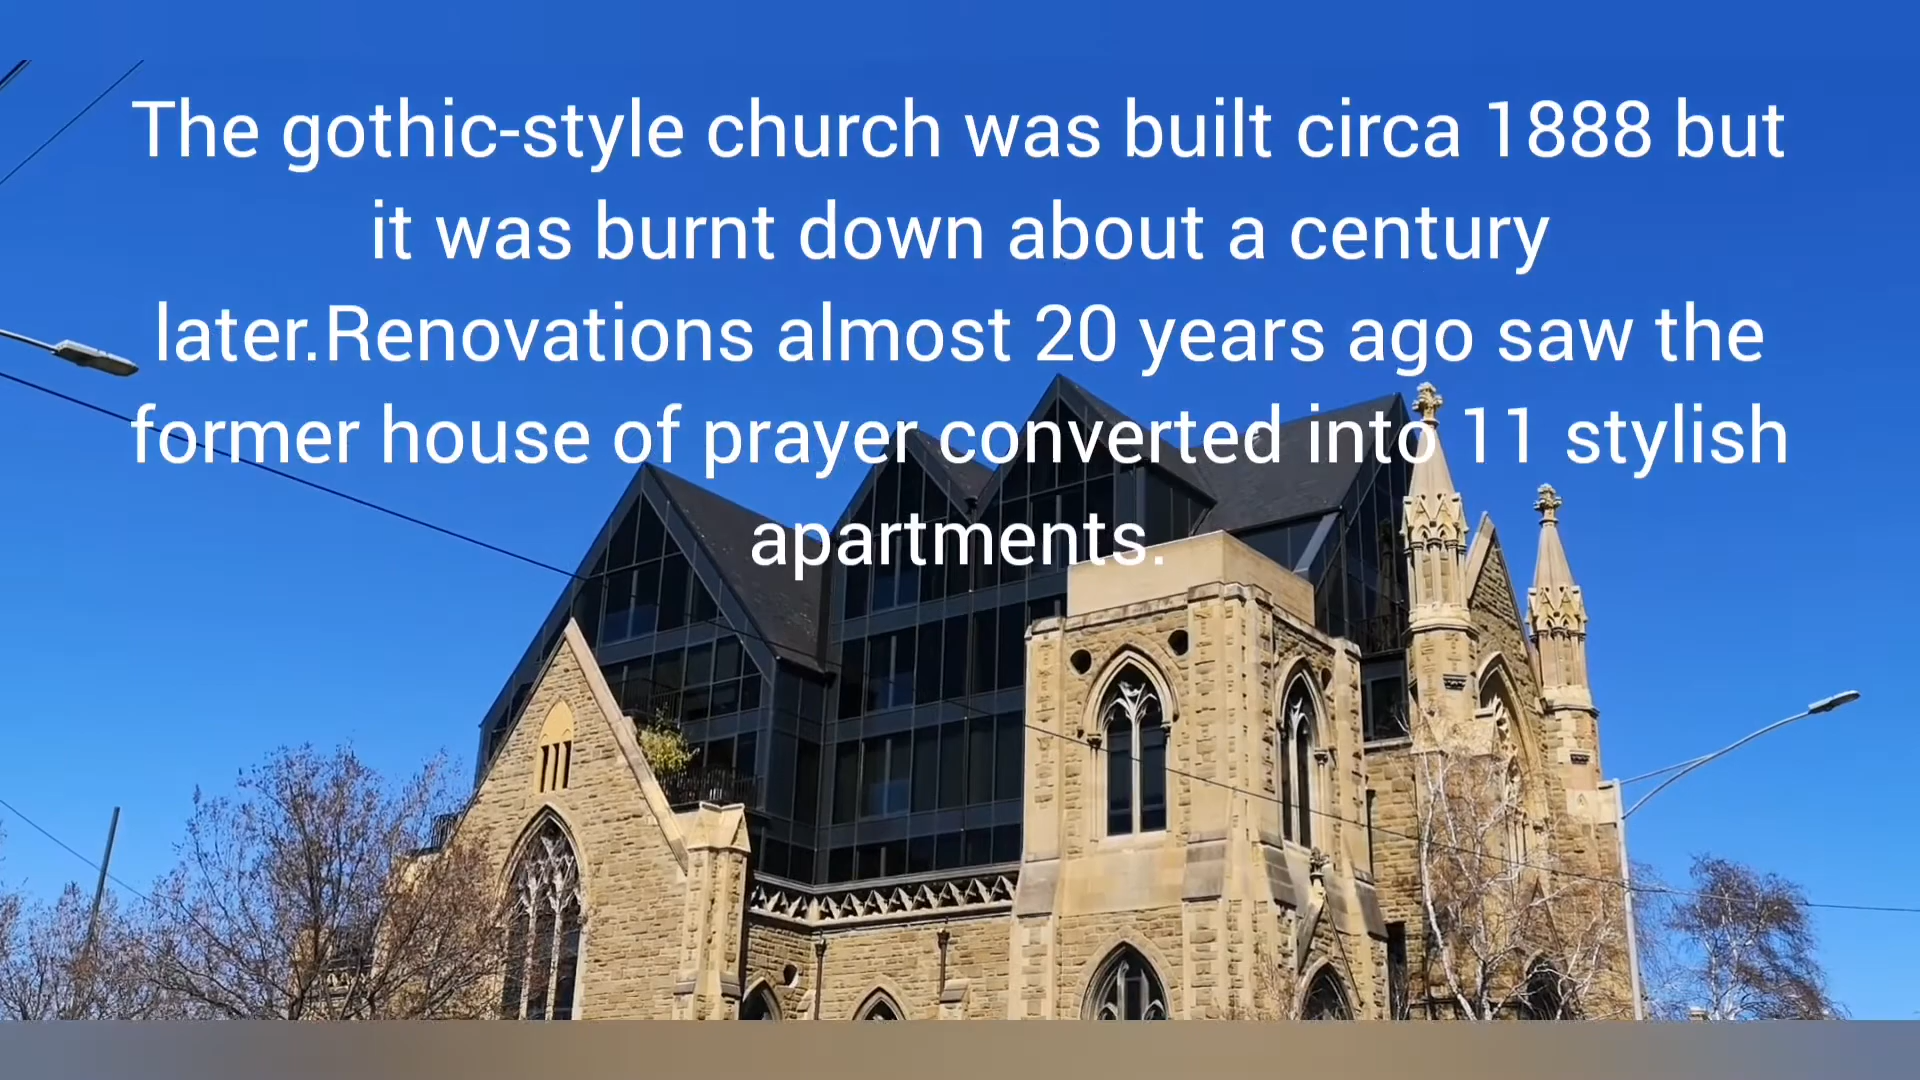 The gothic-style church was built circa 1888 but
it was burnt down about a century
later.Renovations almost 20 years ago saw the
former house of prayer converted into 11 stylish
apartments.